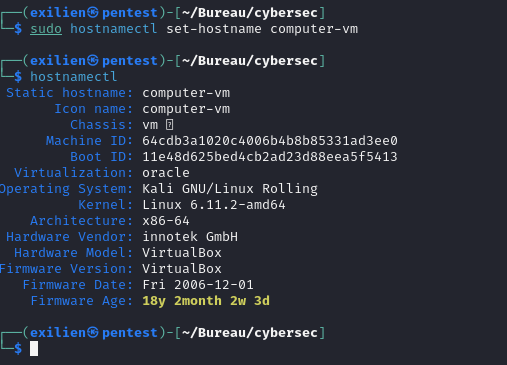 ┌──(exilien㉿pentest)-[~/Bureau/cybersec]
└─$ sudo hostnamectl set-hostname computer-vm
┌──(exilien㉿pentest)-[~/Bureau/cybersec]
└─$ hostnamectl
Static hostname: computer-vm
Icon name: computer-vm
Chassis: vm
Machine ID: 64cdb3a1020c4006b4b8b85331ad3ee0
Boot ID: 11e48d625bed4cb2ad23d88eea5f5413
Virtualization: oracle
Operating System: Kali GNU/Linux Rolling
Kernel: Linux 6.11.2-amd64
Architecture: x86-64
Hardware Vendor: innotek GmbH
Hardware Model: VirtualBox
Firmware Version: VirtualBox
Firmware Date: Fri 2006-12-01
Firmware Age: 18y 2month 2w 3d
┌──(exilien㉿pentest)-[~/Bureau/cybersec]
└─$